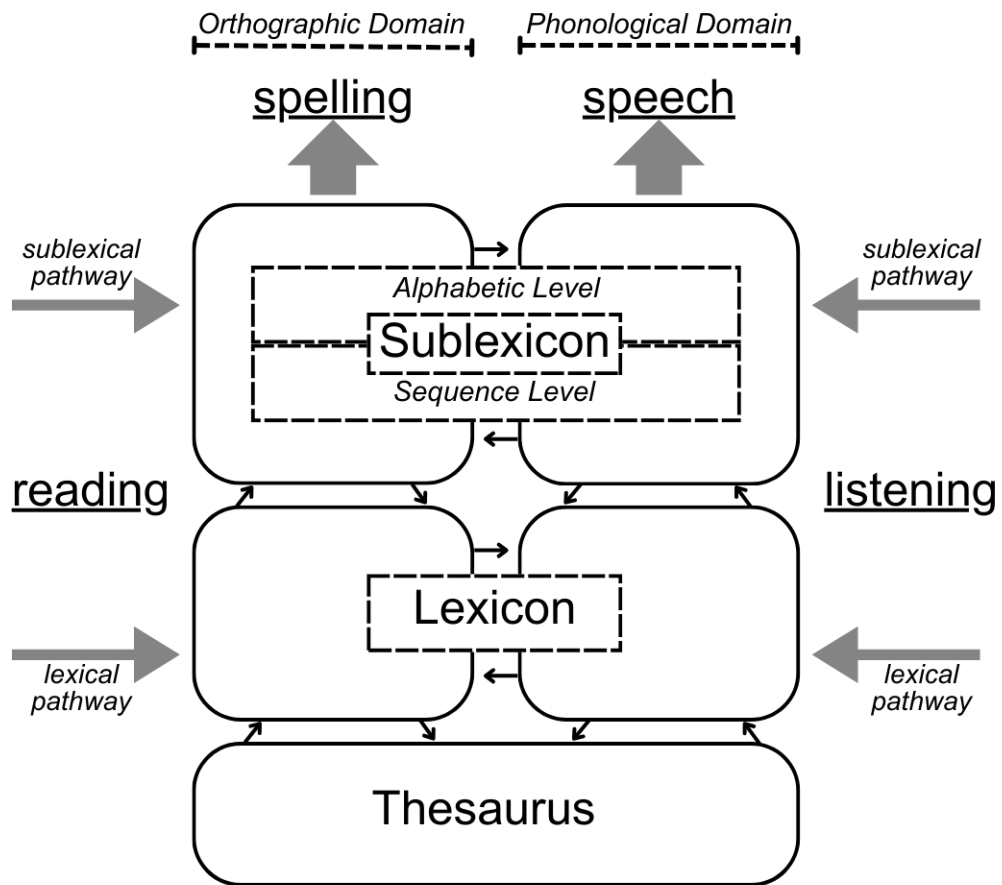 Orthographic Domain
Phonological Domain
spelling
speech
sublexical
pathway
sublexical
pathway
Alphabetic Level
Sublexicon
Sequence Level
reading
listening
Lexicon
lexical
pathway
lexical
pathway
Thesaurus